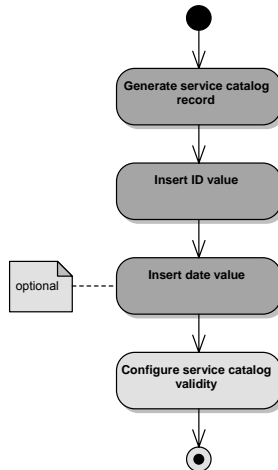 Generate service catalog
record
Insert ID value
optional
Insert date value
Configure service catalog
validity